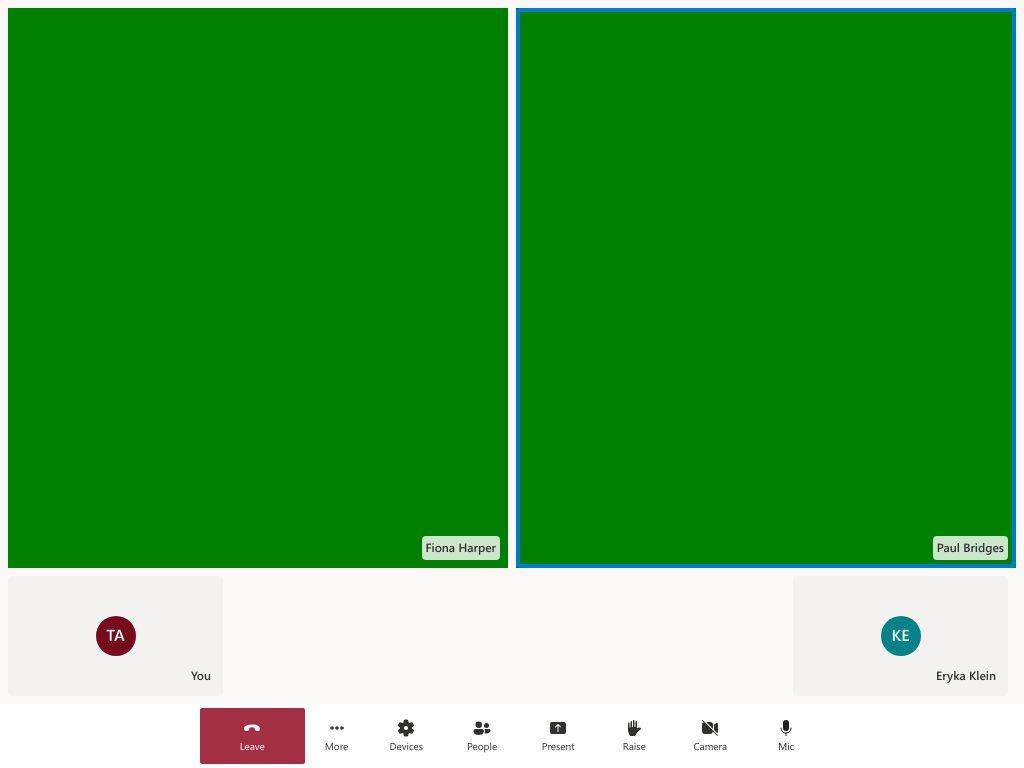 Fiona Harper
Paul Bridges
TA
You
KE
Eryka Klein
Leave
More
Devices
People
Present
Raise
Camera
Mic